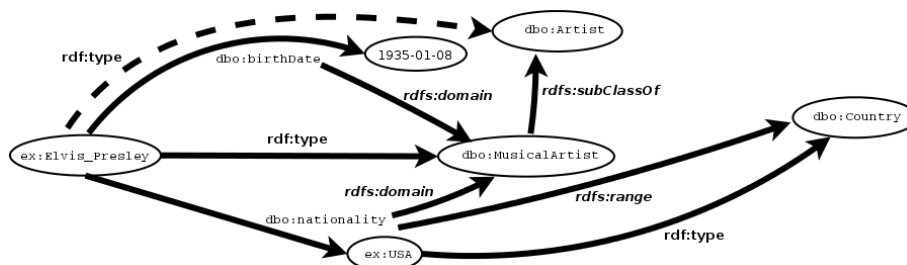 dbo:Artist
rdf:type
dbo:birthDate
1935-01-08
rdfs:domain
rdfs:subClassOf
dbo:Country
ex:Elvis_Presley
rdf:type
dbo:MusicalArtist
rdfs:domain
rdfs:range
dbo:nationality
rdf:type
ex:USA